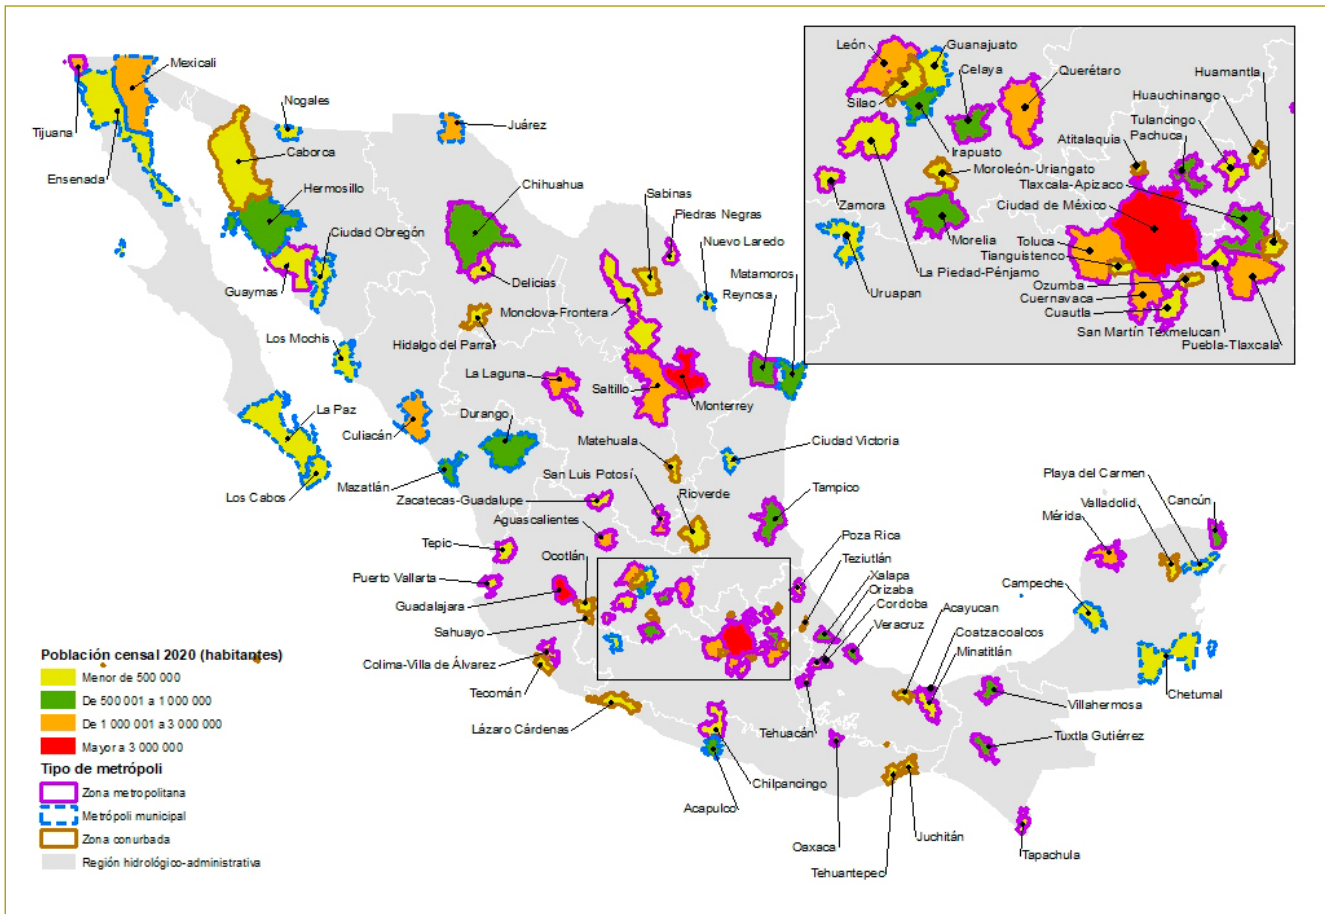 Mexicali
Nogales
Juárez
Tijuana
Caborca
Ensenada
Hermosillo
Chihuahua
Sabinas
Piedras Negras
Ciudad Obregón
Nuevo Laredo
Matamoros
Guaymas
Delicias
Reynosa
Monclova-Frontera
Los Mochis
Hidalgo del Parral
La Laguna
Saltillo
Monterrey
La Paz
Durango
Culiacán
Matehuala
Ciudad Victoria
Los Cabos
Mazatlán
San Luis Potosí
Zacatecas-Guadalupe
Rioverde
Tampico
Playa del Carmen
Valladolid
Cancún
Mérida
Aguascalientes
Tepic
Ocotlán
Poza Rica
Teziutlán
Puerto Vallarta
Xalapa
Orizaba
Campeche
Guadalajara
Cordoba
Acayucan
Sahuayo
Veracruz
Coatzacoalcos
Minatitlán
Colima-Villa de Álvarez
Tecomán
Chetumal
Villahermosa
Lázaro Cárdenas
Tehuacán
Tuxtla Gutiérrez
Chilpancingo
Acapulco
Oaxaca
Juchitán
Tehuantepec
Tapachula
León
Guanajuato
Celaya
Querétaro
Huamantla
Huauchinango
Silao
Tulancingo
Atitalaquia
Pachuca
Irapuato
Moroleón-Uriangato
Tlaxcala-Apizaco
Zamora
Ciudad de México
Morelia
Toluca
Tianguistenco
La Piedad-Pénjamo
Ozumba
Uruapan
Cuernavaca
Cuautla
San Martín Texmelucan
Puebla-Tlaxcala
Población censal 2020 (habitantes)
Menor de 500 000
De 500 001 a 1 000 000
De 1 000 001 a 3 000 000
Mayor a 3 000 000
Tipo de metrópoli
Zona metropolitana
Metrópoli municipal
Zona conurbada
Región hidrológico-administrativa